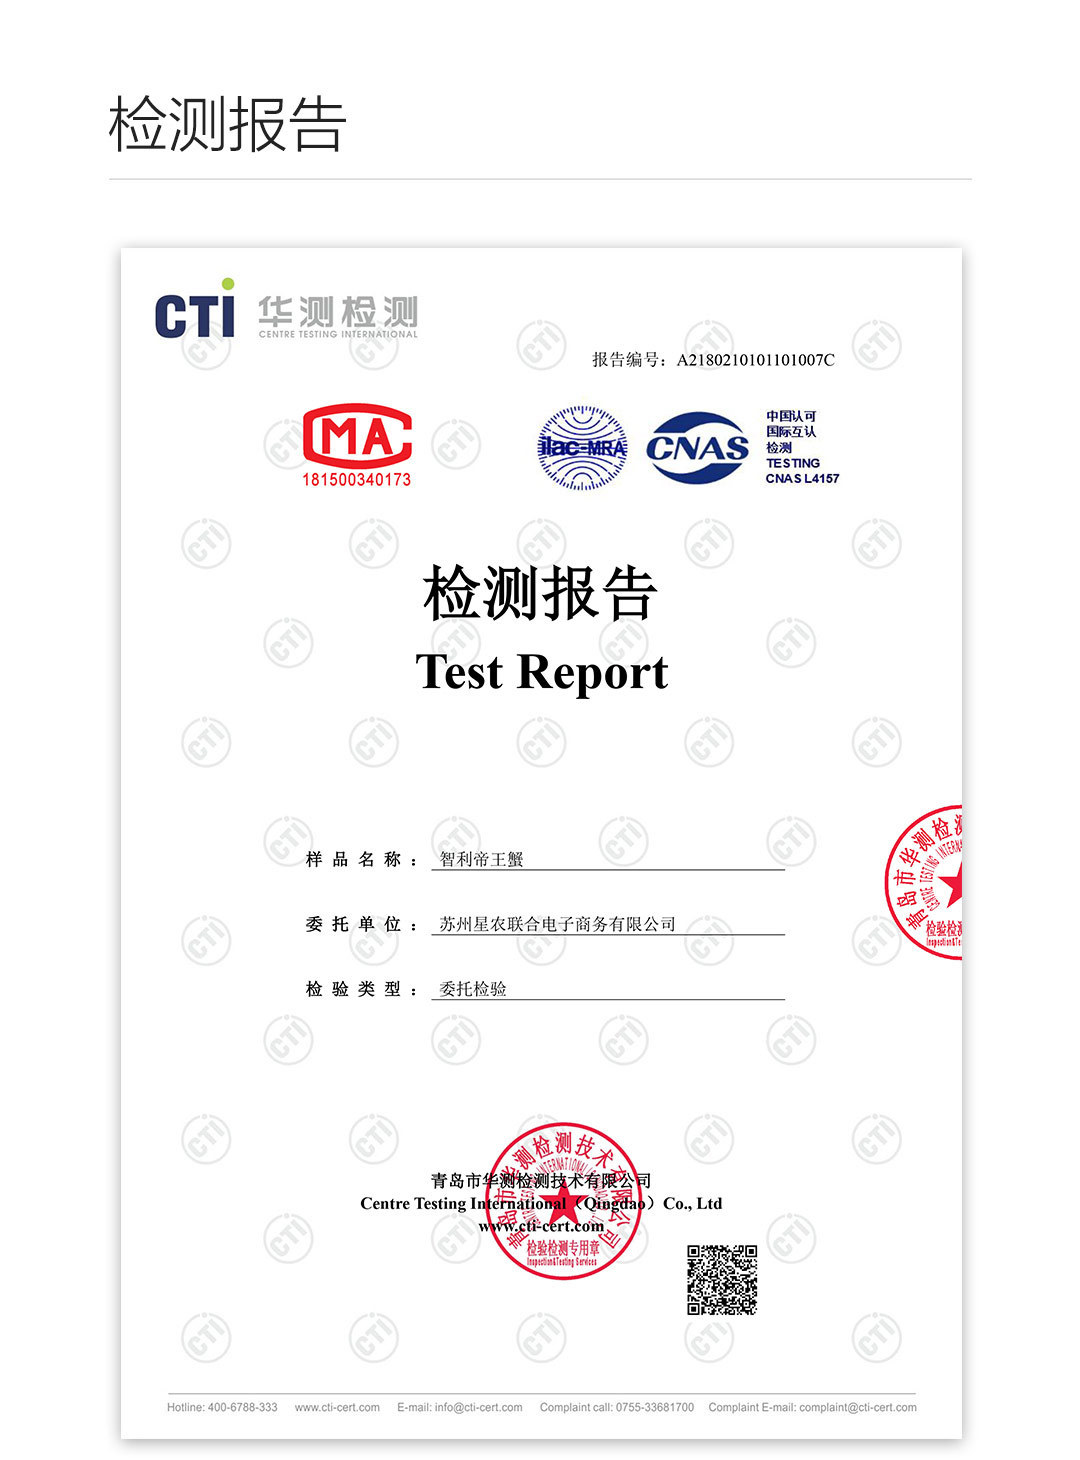 检测报告
CTI 华测检测
CENTRE TESTING INTERNATIONAL
报告编号：A2180210101101007C
MA
181500340173
ilac-MRA
CNAS
中国认可
国际互认
检测
TESTING
CNAS L4157
检测报告
Test Report
样品名称：智利帝王蟹
委托单位：苏州星农联合电子商务有限公司
检验类型：委托检验
青岛市华测检测技术有限公司
Centre Testing International（Qingdao）Co., Ltd
www.cti-cert.com
青岛市华测检测技术有限公司
检验检测专用章
Inspection&Testing Services
Hotline: 400-6788-333 www.cti-cert.com E-mail: info@cti-cert.com Complaint call: 0755-33681700 Complaint E-mail: complaint@cti-cert.com